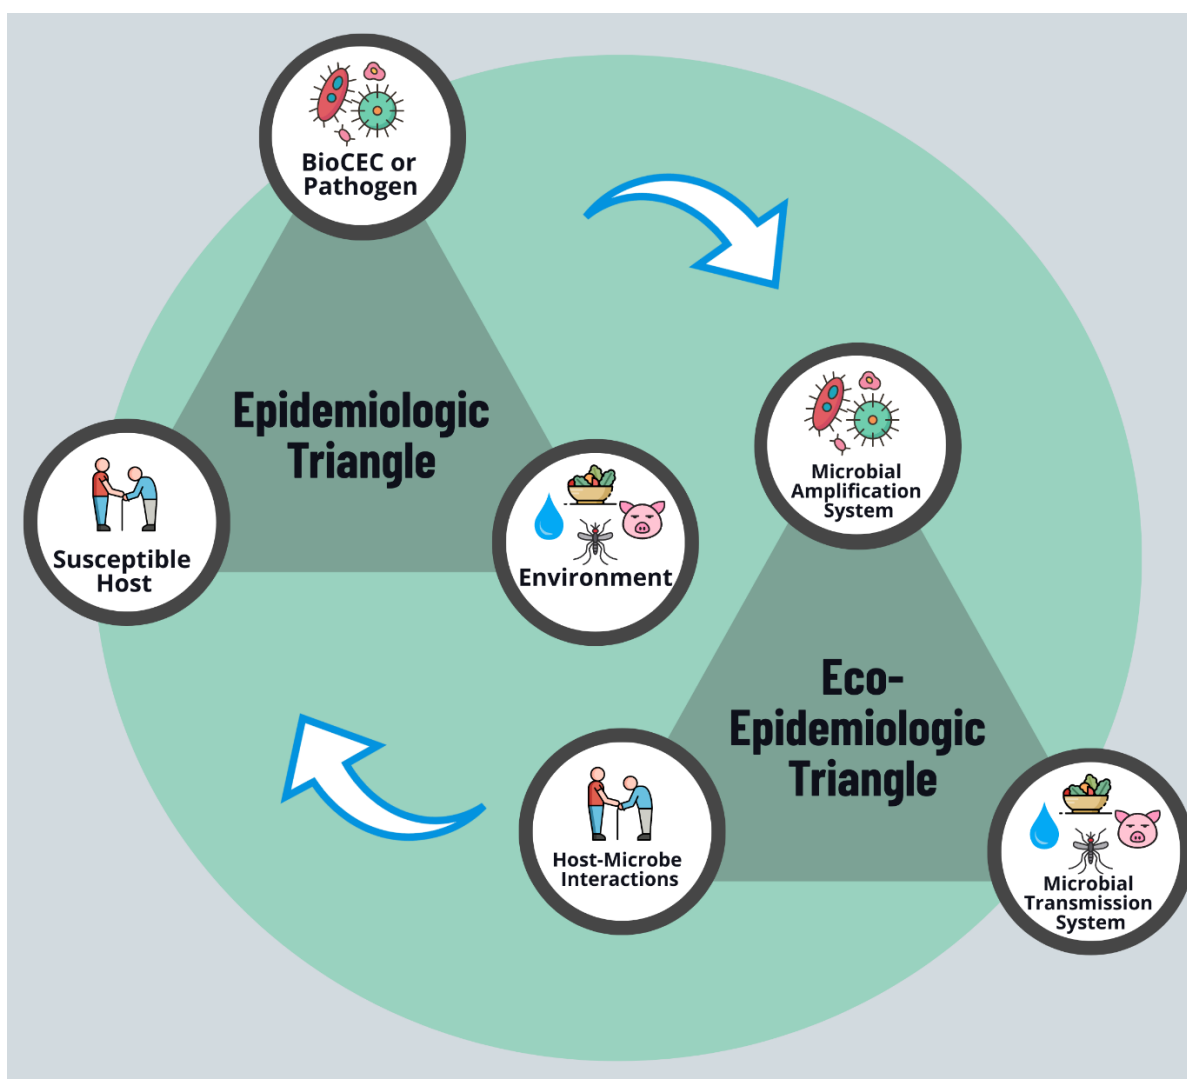 BioCEC or
Pathogen
Epidemiologic
Triangle
Susceptible
Host
Environment
Microbial
Amplification
System
Eco-
Epidemiologic
Triangle
Host-Microbe
Interactions
Microbial
Transmission
System